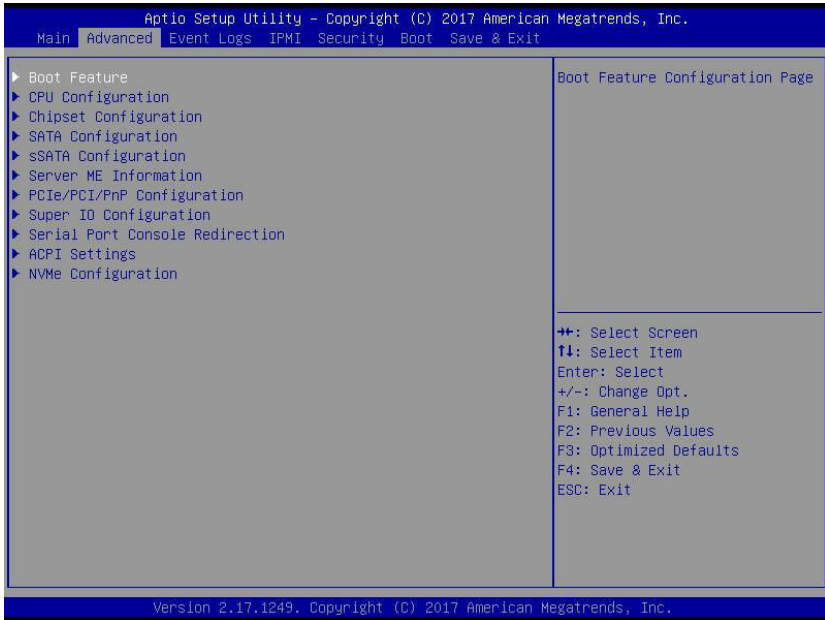 Aptio Setup Utility – Copyright (C) 2017 American Megatrends, Inc.
Main Advanced Event Logs IPMI Security Boot Save & Exit
▶ Boot Feature
▶ CPU Configuration
▶ Chipset Configuration
▶ SATA Configuration
▶ sSATA Configuration
▶ Server ME Information
▶ PCIe/PCI/PnP Configuration
▶ Super IO Configuration
▶ Serial Port Console Redirection
▶ ACPI Settings
▶ NVMe Configuration
Boot Feature Configuration Page
→←: Select Screen
↑↓: Select Item
Enter: Select
+/-: Change Opt.
F1: General Help
F2: Previous Values
F3: Optimized Defaults
F4: Save & Exit
ESC: Exit
Version 2.17.1249. Copyright (C) 2017 American Megatrends, Inc.